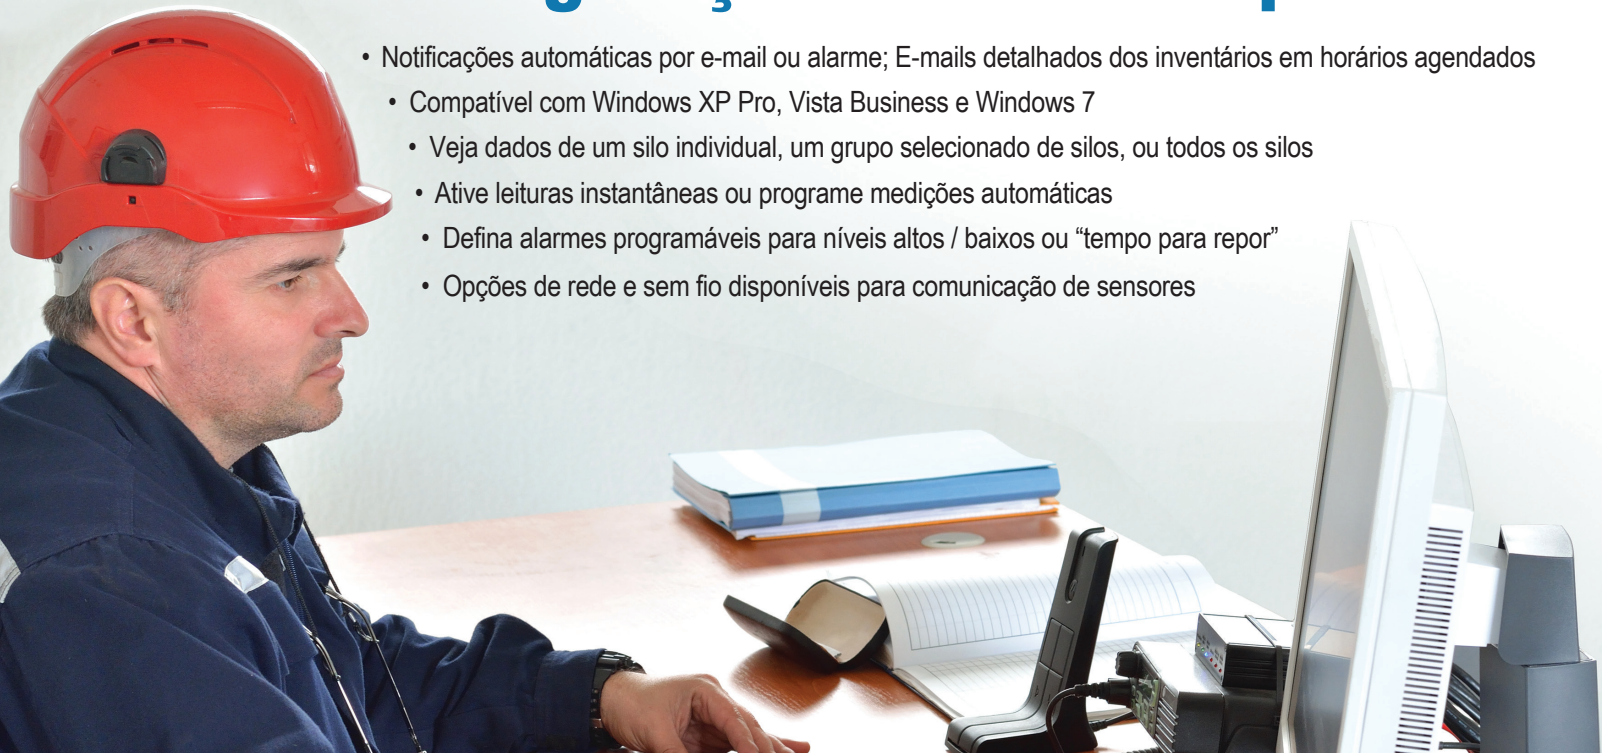 • Notificações automáticas por e-mail ou alarme; E-mails detalhados dos inventários em horários agendados
• Compatível com Windows XP Pro, Vista Business e Windows 7
• Veja dados de um silo individual, um grupo selecionado de silos, ou todos os silos
• Ative leituras instantâneas ou programe medições automáticas
• Defina alarmes programáveis para níveis altos / baixos ou “tempo para repor”
• Opções de rede e sem fio disponíveis para comunicação de sensores